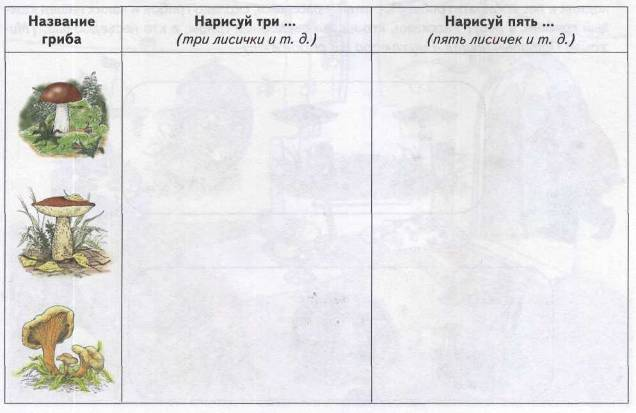 Название
гриба
Нарисуй три ...
(три лисички и т. д.)
Нарисуй пять ...
(пять лисичек и т. д.)